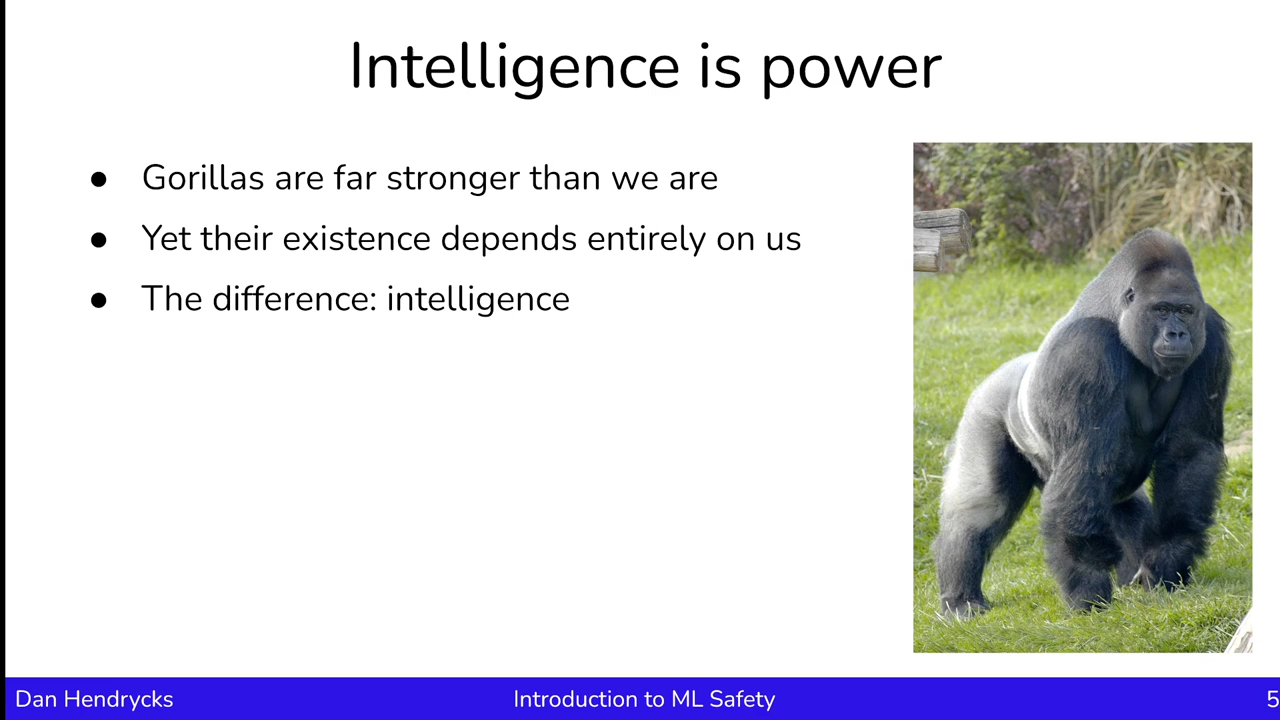 Intelligence is power
● Gorillas are far stronger than we are
● Yet their existence depends entirely on us
● The difference: intelligence
Dan Hendrycks
Introduction to ML Safety
5